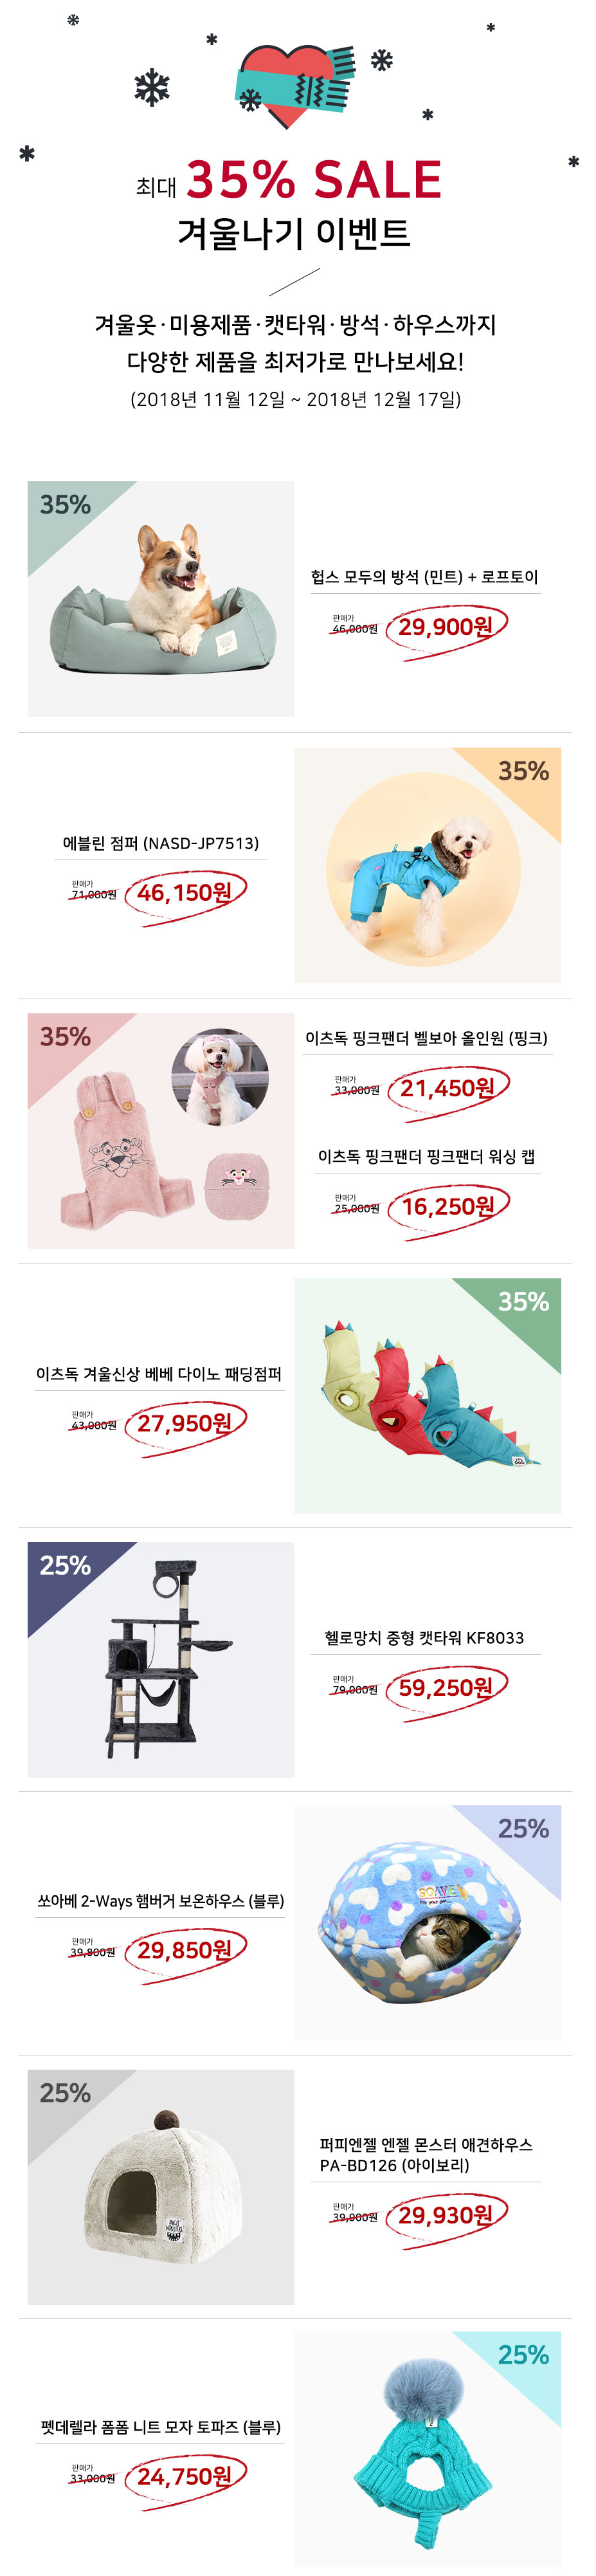 최대 35% SALE
겨울나기 이벤트
겨울옷·미용제품·캣타워·방석·하우스까지
다양한 제품을 최저가로 만나보세요!
(2018년 11월 12일 ~ 2018년 12월 17일)
35%
헙스 모두의 방석 (민트) + 로프토이
판매가
46,000원
29,900원
35%
에블린 점퍼 (NASD-JP7513)
판매가
71,000원
46,150원
35%
이츠독 핑크팬더 벨보아 올인원 (핑크)
판매가
33,000원
21,450원
이츠독 핑크팬더 핑크팬더 워싱 캡
판매가
25,000원
16,250원
35%
이츠독 겨울신상 베베 다이노 패딩점퍼
판매가
43,000원
27,950원
25%
헬로망치 중형 캣타워 KF8033
판매가
79,000원
59,250원
25%
SOAVE
쏘아베 2-Ways 햄버거 보온하우스 (블루)
판매가
39,800원
29,850원
25%
퍼피엔젤 엔젤 몬스터 애견하우스
PA-BD126 (아이보리)
판매가
39,900원
29,930원
25%
펫데렐라 폼폼 니트 모자 토파즈 (블루)
판매가
33,000원
24,750원